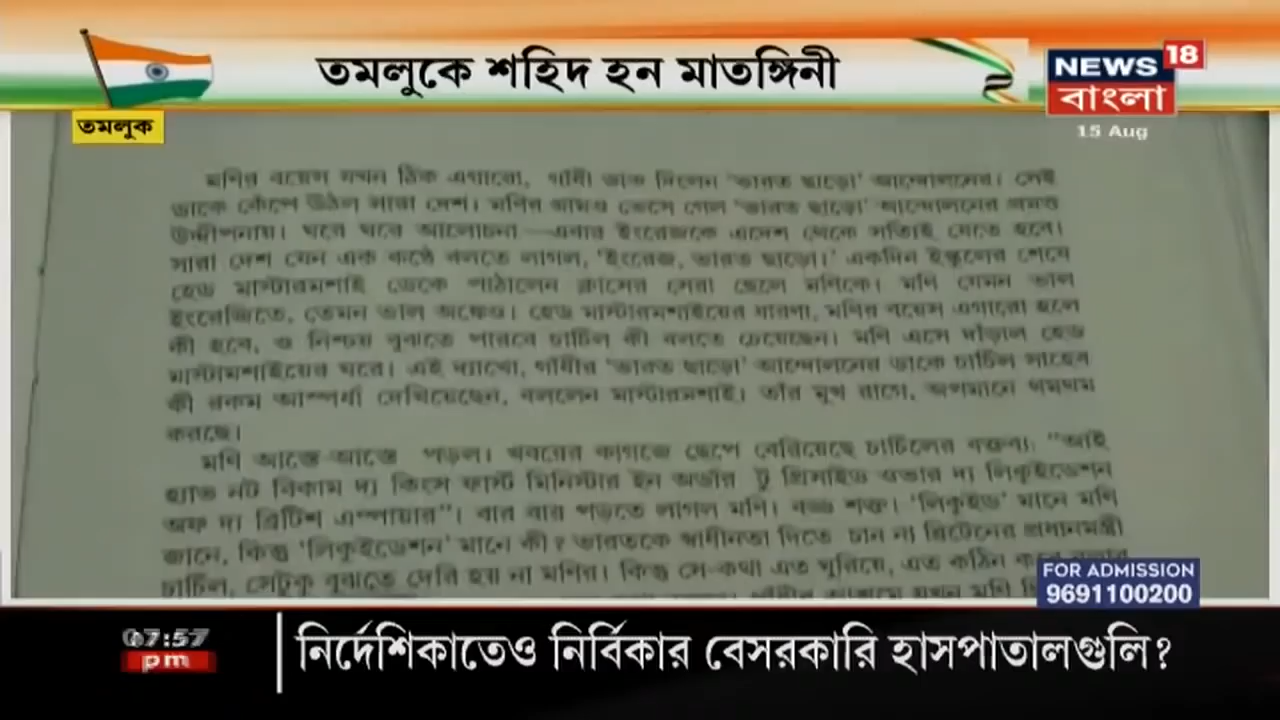 তমলুকে শহিদ হন মাতঙ্গিনী
NEWS 18
বাংলা
15 Aug
তমলুক
মণির বয়েস যখন ঠিক এগারো, গান্ধী ডাক দিলেন 'ভারত ছাড়ো' আন্দোলনের। সেই
ডাকে কেঁপে উঠল সারা দেশ। মণির গ্রামও ভেসে গেল 'ভারত ছাড়ো' আন্দোলনের প্রমত্ত
উদ্দীপনায়। ঘরে ঘরে আলোচনা—এবার ইংরেজকে এদেশ থেকে সত্যিই যেতে হবে।
সারা দেশ যেন এক কণ্ঠে বলতে লাগল, 'ইংরেজ, ভারত ছাড়ো।' একদিন ইস্কুলের শেষে
হেড মাস্টারমশাই ডেকে পাঠালেন ক্লাসের সেরা ছেলে মণিকে। মণি যেমন ভাল
ইংরেজিতে, তেমন ভাল অঙ্কেও। হেড মাস্টারমশাইয়ের ধারণা, মণির বয়েস এগারো হলে
কী হবে, ও নিশ্চয় বুঝতে পারবে চার্চিল কী বলতে চেয়েছেন। মণি এসে দাঁড়াল হেড
মাস্টামশাইয়ের ঘরে। এই দ্যাখো, গান্ধীর 'ভারত ছাড়ো' আন্দোলনের ডাকে চার্চিল সাহেব
কী রকম আস্পর্ধা দেখিয়েছেন, বললেন মাস্টারমশাই। তাঁর মুখ রাগে, অপমানে থমথম
করছে।
মণি আস্তে আস্তে পড়ল। খবরের কাগজে ছেপে বেরিয়েছে চার্চিলের বক্তব্য: "আই
হ্যাভ নট বিকাম দ্য কিংস ফার্স্ট মিনিস্টার ইন অর্ডার টু প্রিসাইড ওভার দ্য লিকুইডেশন
অফ দ্য ব্রিটিশ এম্পায়ার"। বার বার পড়তে লাগল মণি। বড্ড শক্ত। 'লিকুইড' মানে মণি
জানে, কিন্তু 'লিকুইডেশন' মানে কী? ভারতকে স্বাধীনতা দিতে চান না ব্রিটেনের প্রধানমন্ত্রী
চার্চিল, সেটুকু বুঝতে দেরি হয় না মণির। কিন্তু সে-কথা এত ঘুরিয়ে, এত কঠিন
FOR ADMISSION
9691100200
07:57
pm
নির্দেশিকাতেও নির্বিকার বেসরকারি হাসপাতালগুলি?